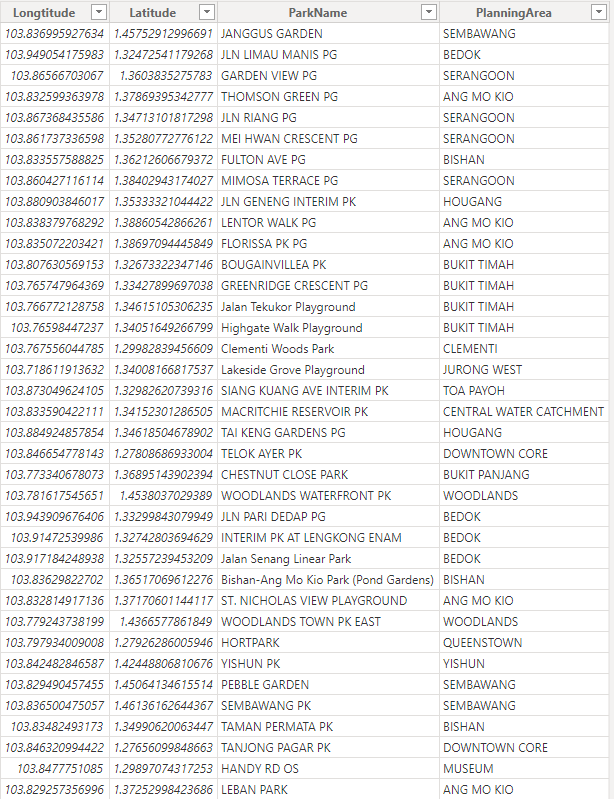 Longtitude Latitude ParkName PlanningArea
103.836995927634 1.45752912996691 JANGGUS GARDEN SEMBAWANG
103.949054175983 1.32472541179268 JLN LIMAU MANIS PG BEDOK
103.86566703067 1.3603835275783 GARDEN VIEW PG SERANGOON
103.832599363978 1.37869395342777 THOMSON GREEN PG ANG MO KIO
103.867368435586 1.34713101817298 JLN RIANG PG SERANGOON
103.861737336598 1.35280772776122 MEI HWAN CRESCENT PG SERANGOON
103.833557588825 1.36212606679372 FULTON AVE PG BISHAN
103.860427116114 1.38402943174027 MIMOSA TERRACE PG SERANGOON
103.880903846017 1.35333321044422 JLN GENENG INTERIM PK HOUGANG
103.838379768292 1.38860542866261 LENTOR WALK PG ANG MO KIO
103.835072203421 1.38697094445849 FLORISSA PK PG ANG MO KIO
103.807630569153 1.32673322347146 BOUGAINVILLEA PK BUKIT TIMAH
103.765747964369 1.33427899697038 GREENRIDGE CRESCENT PG BUKIT TIMAH
103.766772128758 1.34615105306235 Jalan Tekukor Playground BUKIT TIMAH
103.76598447237 1.34051649266799 Highgate Walk Playground BUKIT TIMAH
103.767556044785 1.29982839456609 Clementi Woods Park CLEMENTI
103.718611913632 1.34008166817537 Lakeside Grove Playground JURONG WEST
103.873049624105 1.32982620739316 SIANG KUANG AVE INTERIM PK TOA PAYOH
103.833590422111 1.34152301286505 MACRITCHIE RESERVOIR PK CENTRAL WATER CATCHMENT
103.884924857854 1.34618504678902 TAI KENG GARDENS PG HOUGANG
103.846654778143 1.27808686933004 TELOK AYER PK DOWNTOWN CORE
103.773340678073 1.36895143902394 CHESTNUT CLOSE PARK BUKIT PANJANG
103.781617545651 1.4538037029389 WOODLANDS WATERFRONT PK WOODLANDS
103.943909676406 1.33299843079949 JLN PARI DEDAP PG BEDOK
103.91472539986 1.32742803694629 INTERIM PK AT LENGKONG ENAM BEDOK
103.917184248938 1.32557239453209 Jalan Senang Linear Park BEDOK
103.83629822702 1.36517069612276 Bishan-Ang Mo Kio Park (Pond Gardens) BISHAN
103.832814917136 1.37170601144117 ST. NICHOLAS VIEW PLAYGROUND ANG MO KIO
103.779243738199 1.4366577861849 WOODLANDS TOWN PK EAST WOODLANDS
103.797934009008 1.27926286005946 HORTPARK QUEENSTOWN
103.842482846587 1.42448806810676 YISHUN PK YISHUN
103.829490457455 1.45064134615514 PEBBLE GARDEN SEMBAWANG
103.836500475057 1.46136162644367 SEMBAWANG PK SEMBAWANG
103.83482493173 1.34990620063447 TAMAN PERMATA PK BISHAN
103.846320994422 1.27656099848663 TANJONG PAGAR PK DOWNTOWN CORE
103.8477751085 1.29897074317253 HANDY RD OS MUSEUM
103.829257356996 1.37252998423686 LEBAN PARK ANG MO KIO